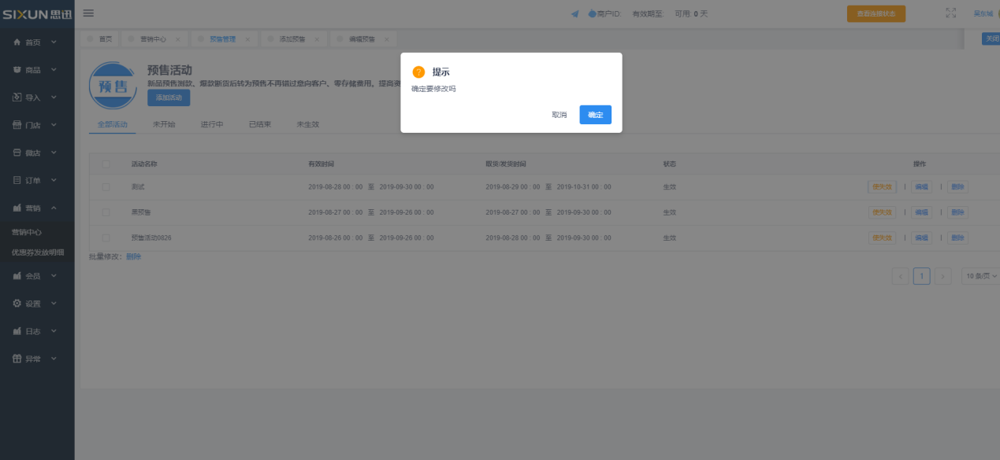 SIXUN思迅
商户ID: 有效期至: 可用: 0 天 查看连接状态 吴东城
首页 营销中心 预售管理 添加预售 编辑预售 关闭
首页
商品
导入
门店
微店
订单
营销
营销中心
优惠券发放明细
会员
设置
日志
异常
预售
预售活动
新品预售测款、爆款断货后转为预售不再错过意向客户、零存储费用、提高资
添加活动
提示
确定要修改吗
取消 确定
全部活动 未开始 进行中 已结束 未生效
活动名称 有效时间 取货/发货时间 状态 操作
测试 2019-08-28 00 : 00 至 2019-09-30 00 : 00 2019-08-29 00 : 00 至 2019-10-31 00 : 00 生效 使失效 | 编辑 | 删除
蒸预售 2019-08-27 00 : 00 至 2019-09-26 00 : 00 2019-08-27 00 : 00 至 2019-09-30 00 : 00 生效 使失效 | 编辑 | 删除
预售活动0826 2019-08-26 00 : 00 至 2019-09-26 00 : 00 2019-08-28 00 : 00 至 2019-09-30 00 : 00 生效 使失效 | 编辑 | 删除
批量修改: 删除
1 10 条/页